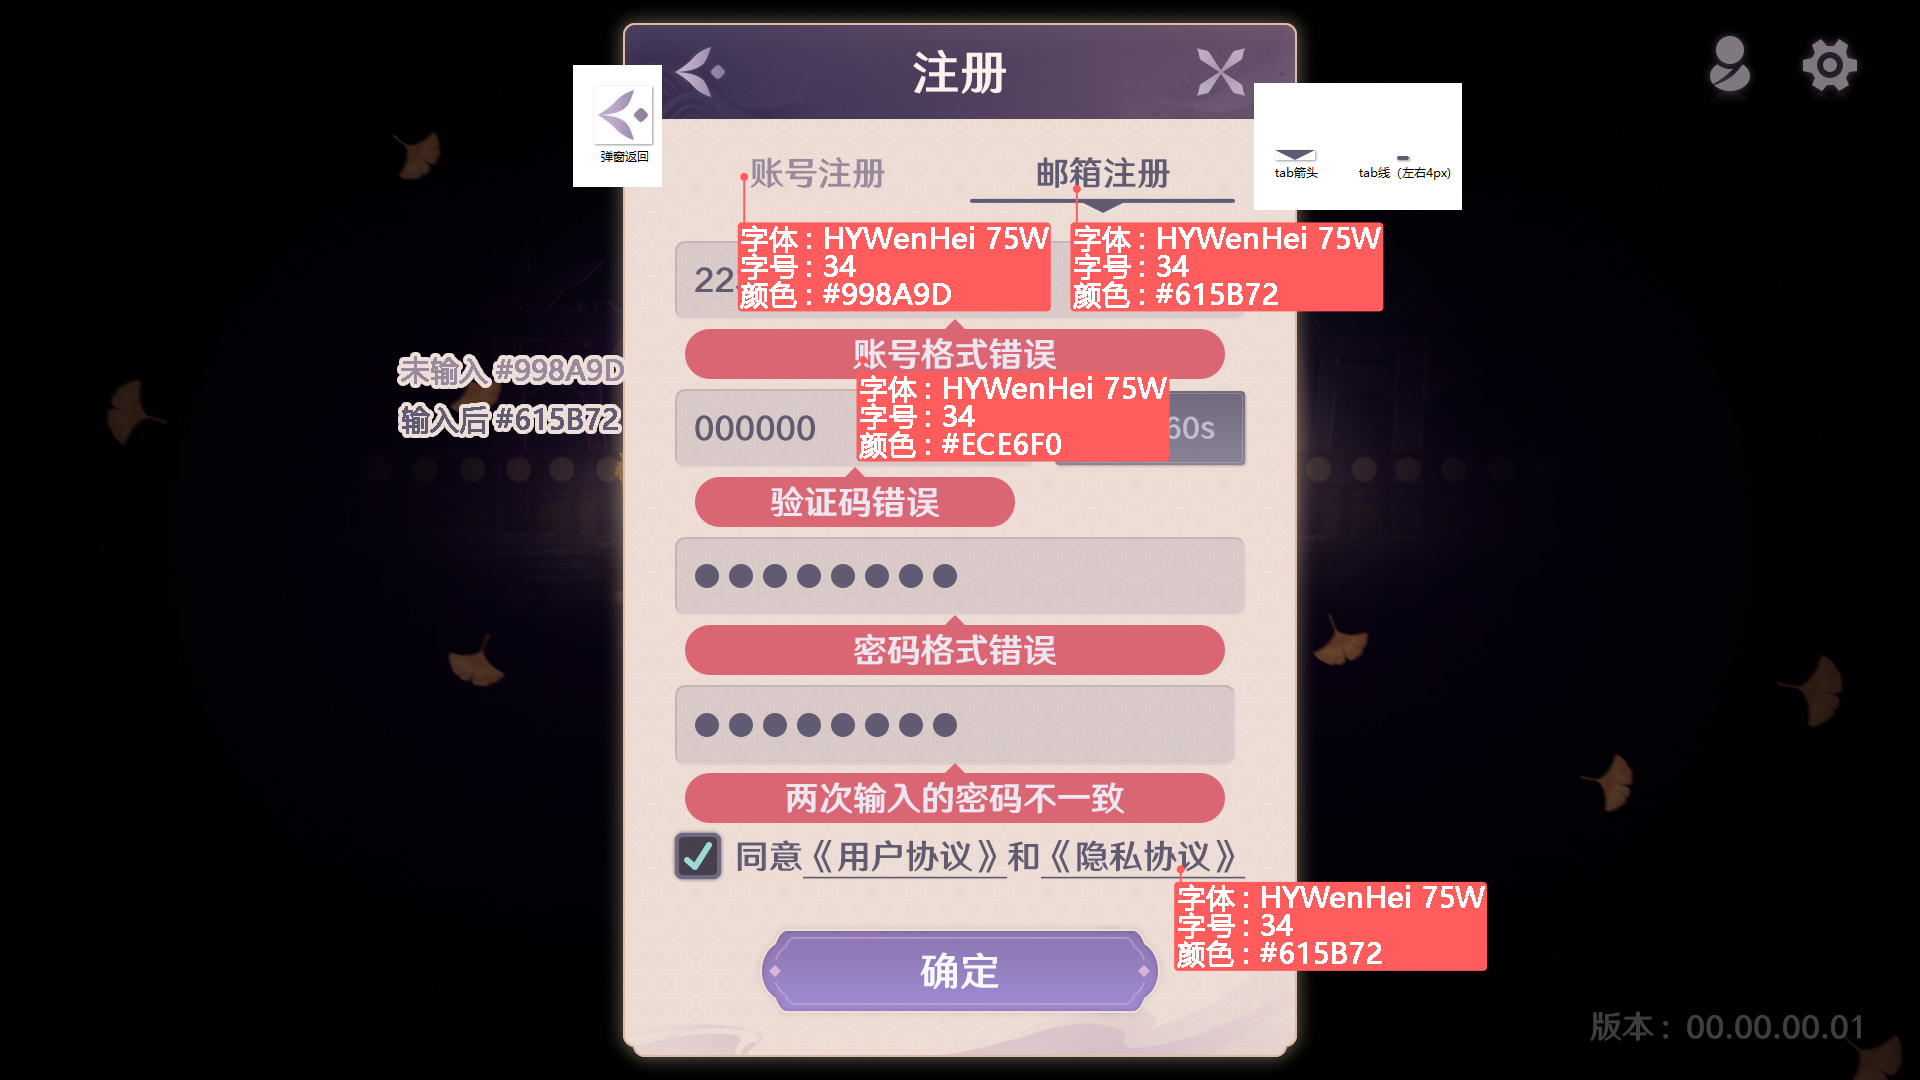 注册
弹窗返回
tab箭头
tab线（左右4px)
账号注册
邮箱注册
字体 : HYWenHei 75W
字号 : 34
颜色 : #998A9D
字体 : HYWenHei 75W
字号 : 34
颜色 : #615B72
账号格式错误
未输入 #998A9D
输入后 #615B72
字体 : HYWenHei 75W
字号 : 34
颜色 : #ECE6F0
000000
60s
验证码错误
密码格式错误
两次输入的密码不一致
同意《用户协议》和《隐私协议》
字体 : HYWenHei 75W
字号 : 34
颜色 : #615B72
确定
版本 : 00.00.00.01